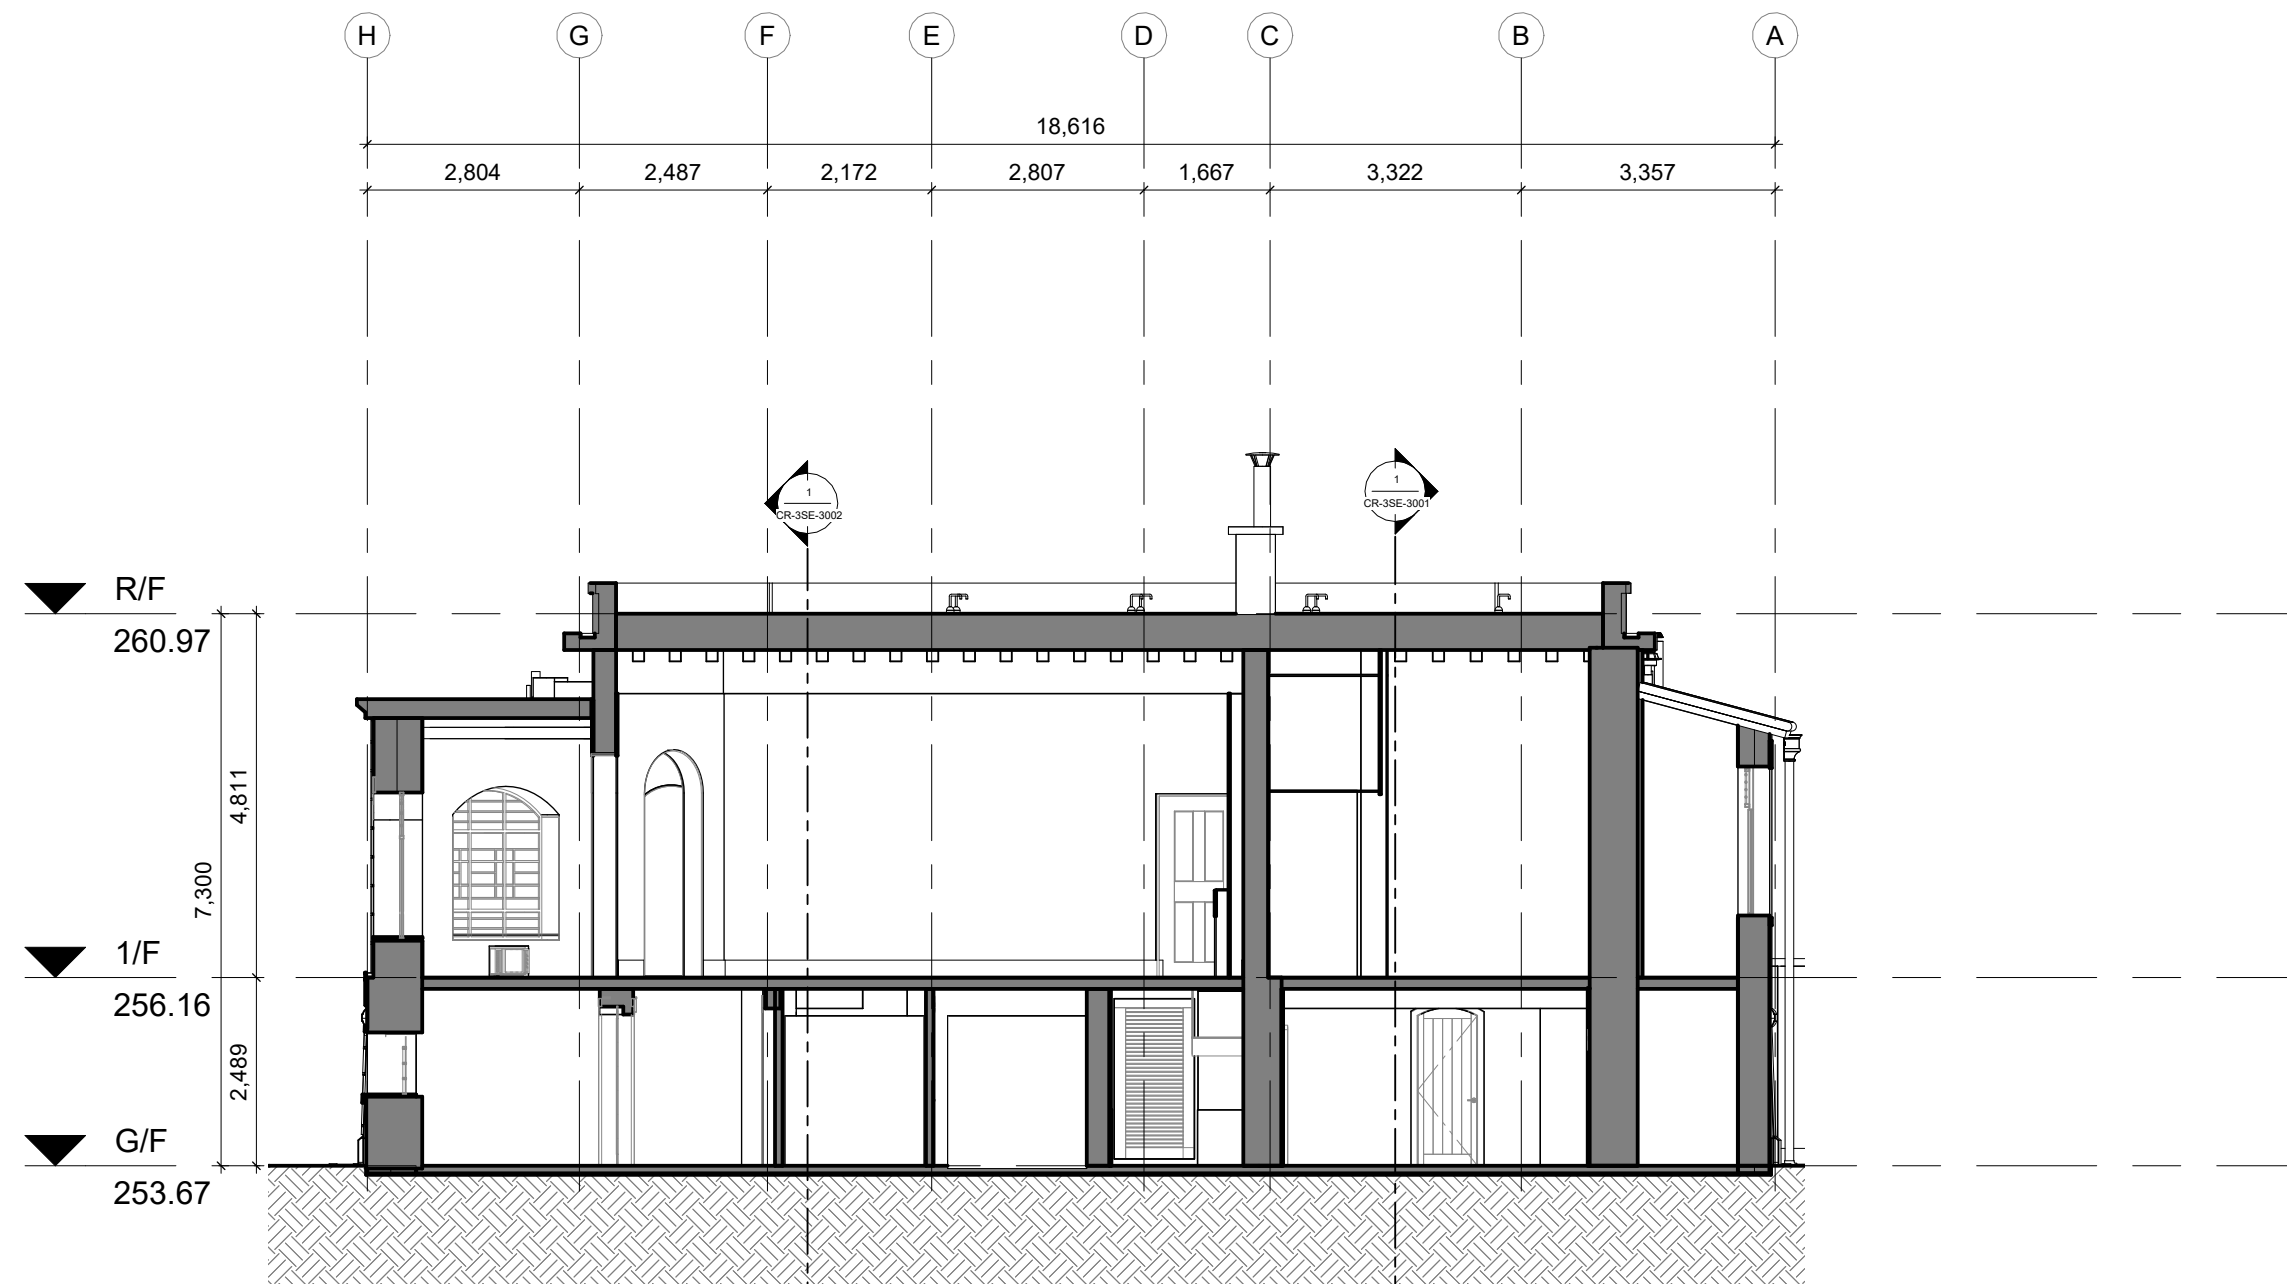 H G F E D C B A
18,616
2,804 2,487 2,172 2,807 1,667 3,322 3,357
1
CR-3SE-3002
1
CR-3SE-3001
R/F
260.97
4,811
7,300
1/F
256.16
2,489
G/F
253.67